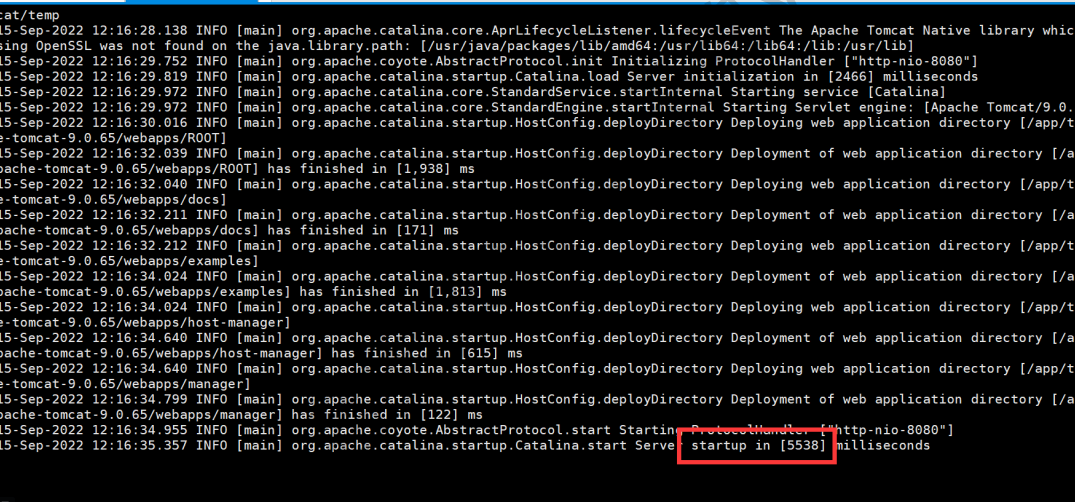 cat/temp
15-Sep-2022 12:16:28.138 INFO [main] org.apache.catalina.core.AprLifecycleListener.lifecycleEvent The Apache Tomcat Native library whic
sing OpenSSL was not found on the java.library.path: [/usr/java/packages/lib/amd64:/usr/lib64:/lib64:/lib:/usr/lib]
15-Sep-2022 12:16:29.752 INFO [main] org.apache.coyote.AbstractProtocol.init Initializing ProtocolHandler ["http-nio-8080"]
15-Sep-2022 12:16:29.819 INFO [main] org.apache.catalina.startup.Catalina.load Server initialization in [2466] milliseconds
15-Sep-2022 12:16:29.972 INFO [main] org.apache.catalina.core.StandardService.startInternal Starting service [Catalina]
15-Sep-2022 12:16:29.972 INFO [main] org.apache.catalina.core.StandardEngine.startInternal Starting Servlet engine: [Apache Tomcat/9.0.
15-Sep-2022 12:16:30.016 INFO [main] org.apache.catalina.startup.HostConfig.deployDirectory Deploying web application directory [/app/t
e-tomcat-9.0.65/webapps/ROOT]
15-Sep-2022 12:16:32.039 INFO [main] org.apache.catalina.startup.HostConfig.deployDirectory Deployment of web application directory [/a
pache-tomcat-9.0.65/webapps/ROOT] has finished in [1,938] ms
15-Sep-2022 12:16:32.040 INFO [main] org.apache.catalina.startup.HostConfig.deployDirectory Deploying web application directory [/app/t
e-tomcat-9.0.65/webapps/docs]
15-Sep-2022 12:16:32.211 INFO [main] org.apache.catalina.startup.HostConfig.deployDirectory Deployment of web application directory [/a
pache-tomcat-9.0.65/webapps/docs] has finished in [171] ms
15-Sep-2022 12:16:32.212 INFO [main] org.apache.catalina.startup.HostConfig.deployDirectory Deploying web application directory [/app/t
e-tomcat-9.0.65/webapps/examples]
15-Sep-2022 12:16:34.024 INFO [main] org.apache.catalina.startup.HostConfig.deployDirectory Deployment of web application directory [/a
pache-tomcat-9.0.65/webapps/examples] has finished in [1,813] ms
15-Sep-2022 12:16:34.024 INFO [main] org.apache.catalina.startup.HostConfig.deployDirectory Deploying web application directory [/app/t
e-tomcat-9.0.65/webapps/host-manager]
15-Sep-2022 12:16:34.640 INFO [main] org.apache.catalina.startup.HostConfig.deployDirectory Deployment of web application directory [/a
pache-tomcat-9.0.65/webapps/host-manager] has finished in [615] ms
15-Sep-2022 12:16:34.640 INFO [main] org.apache.catalina.startup.HostConfig.deployDirectory Deploying web application directory [/app/t
e-tomcat-9.0.65/webapps/manager]
15-Sep-2022 12:16:34.799 INFO [main] org.apache.catalina.startup.HostConfig.deployDirectory Deployment of web application directory [/a
pache-tomcat-9.0.65/webapps/manager] has finished in [122] ms
15-Sep-2022 12:16:34.955 INFO [main] org.apache.coyote.AbstractProtocol.start Starting ProtocolHandler ["http-nio-8080"]
15-Sep-2022 12:16:35.357 INFO [main] org.apache.catalina.startup.Catalina.start Server startup in [5538] milliseconds